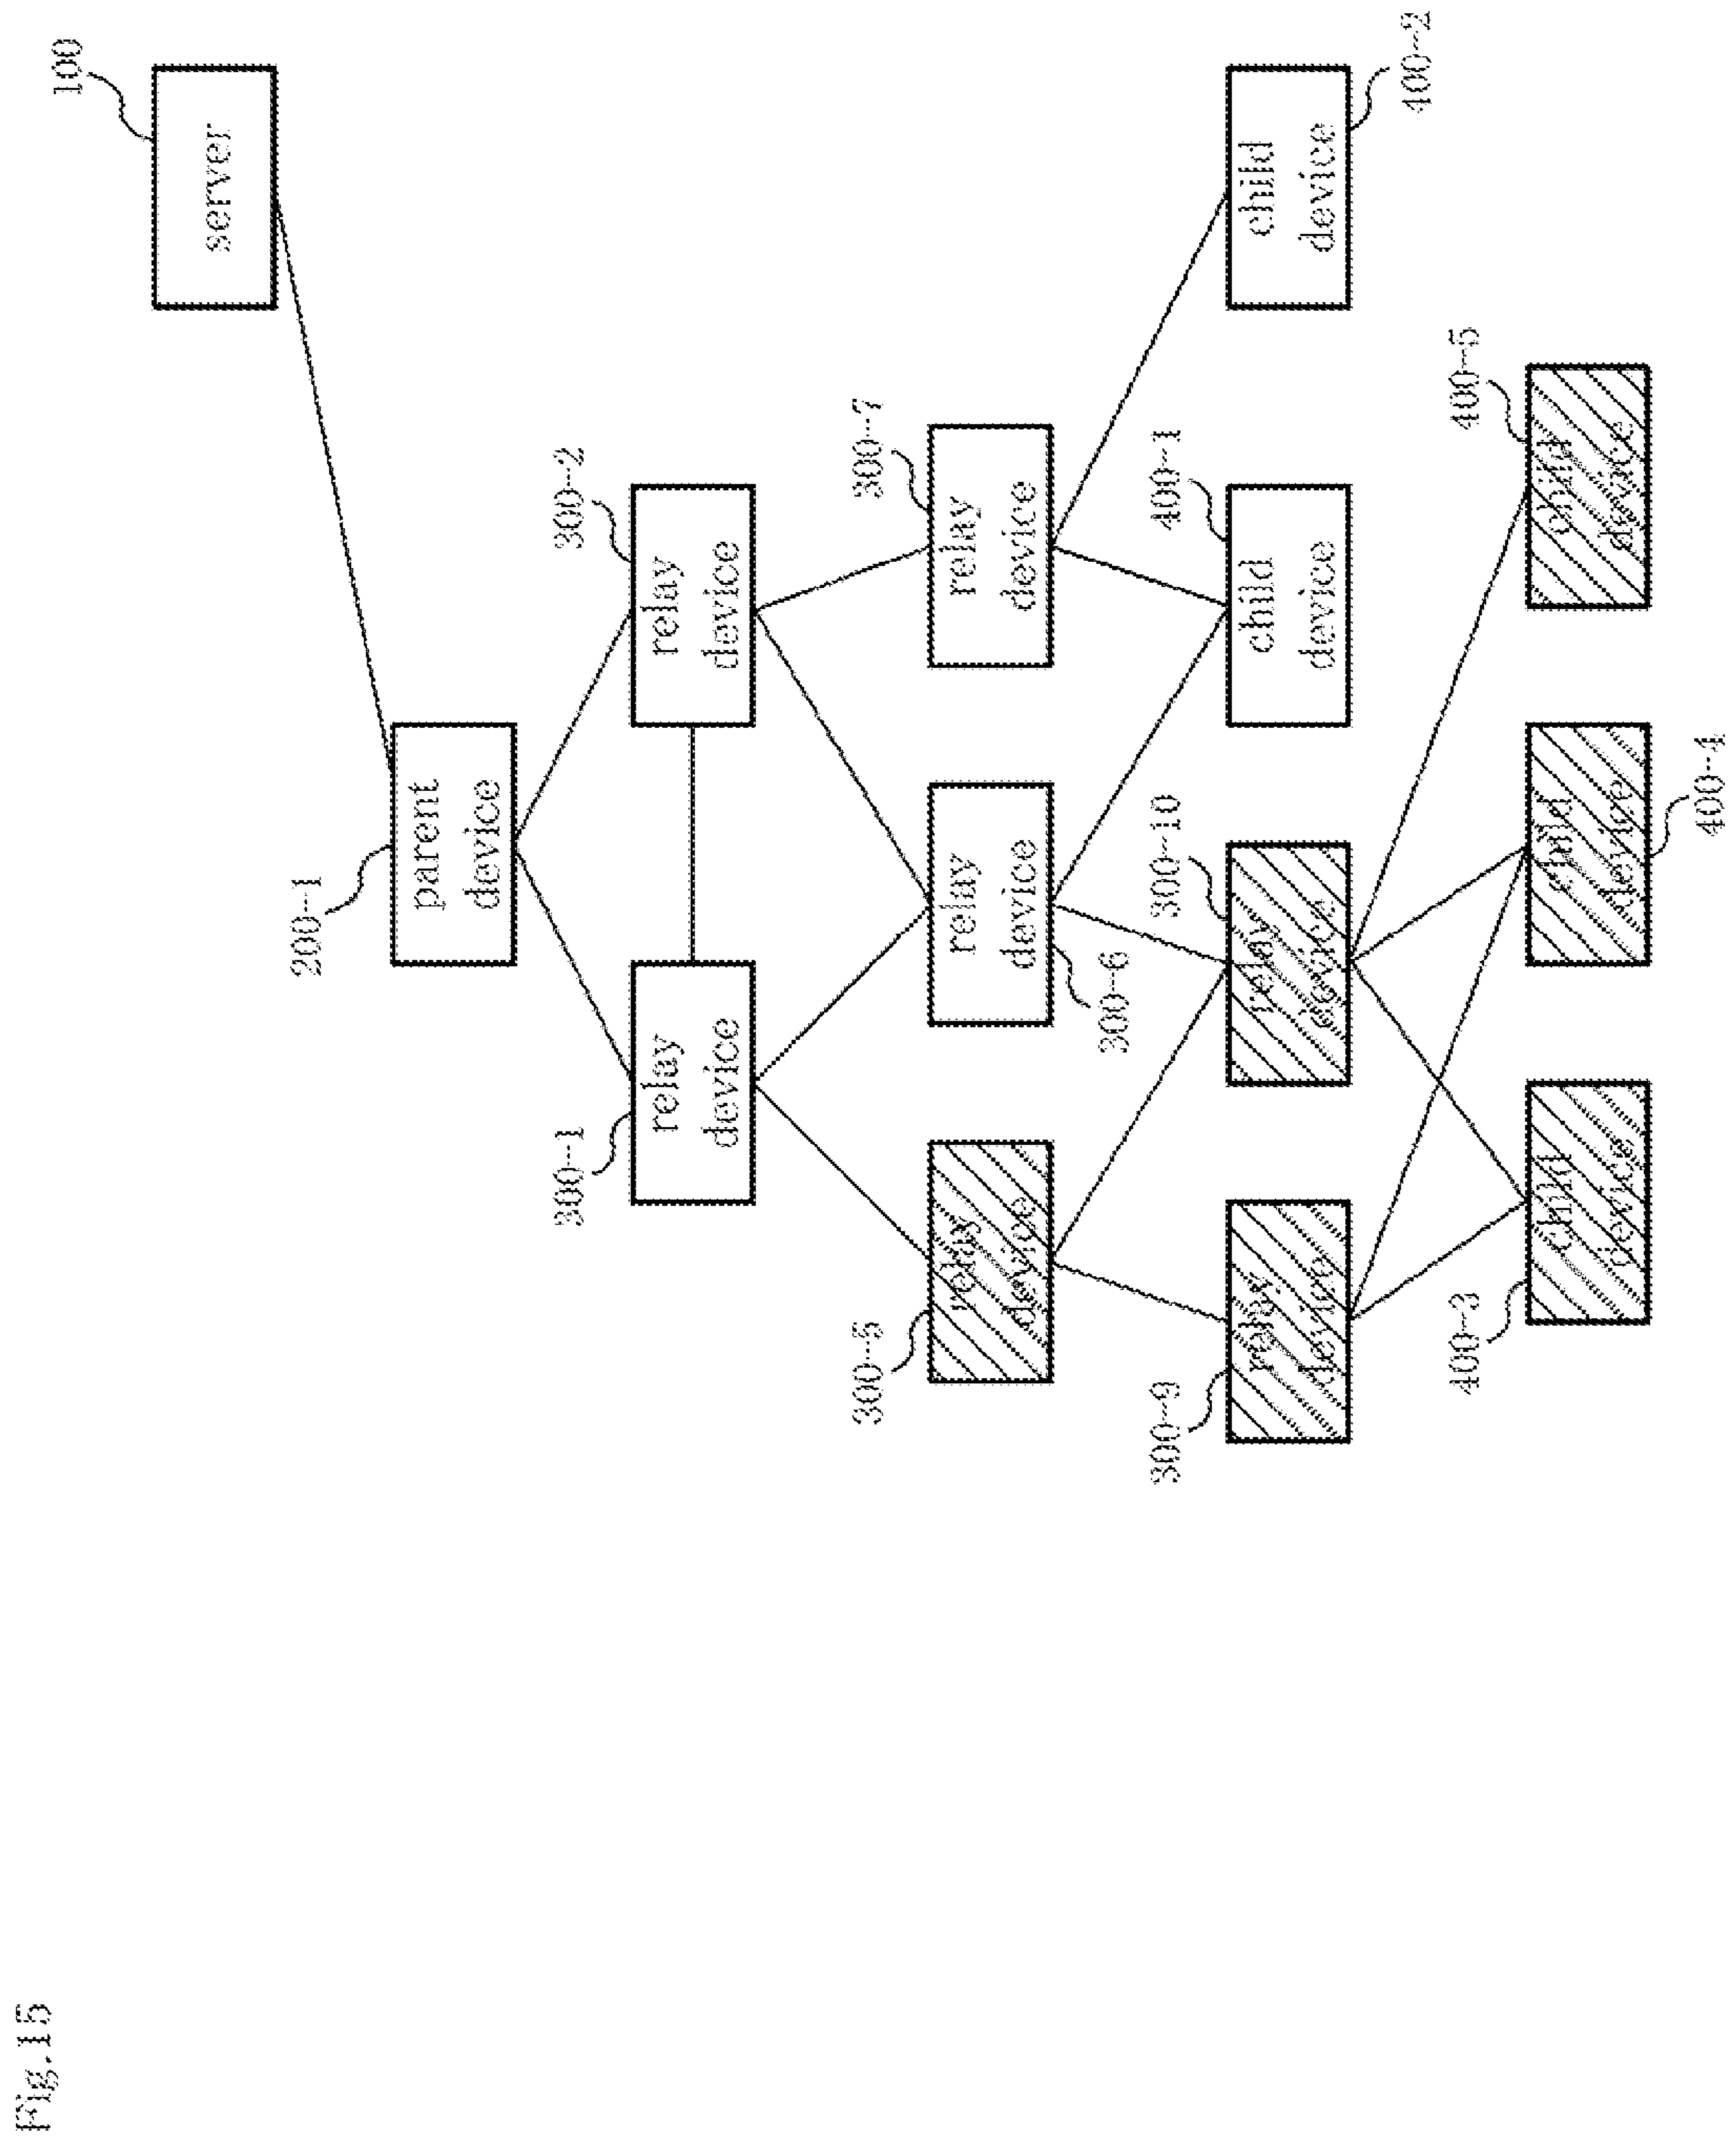 Fig.15
100
server
200-1
parent
device
300-1
relay
device
300-2
relay
device
300-5
relay
device
300-6
relay
device
300-7
relay
device
300-9
relay
device
300-10
relay
device
400-1
child
device
400-2
child
device
400-3
child
device
400-4
child
device
400-5
child
device